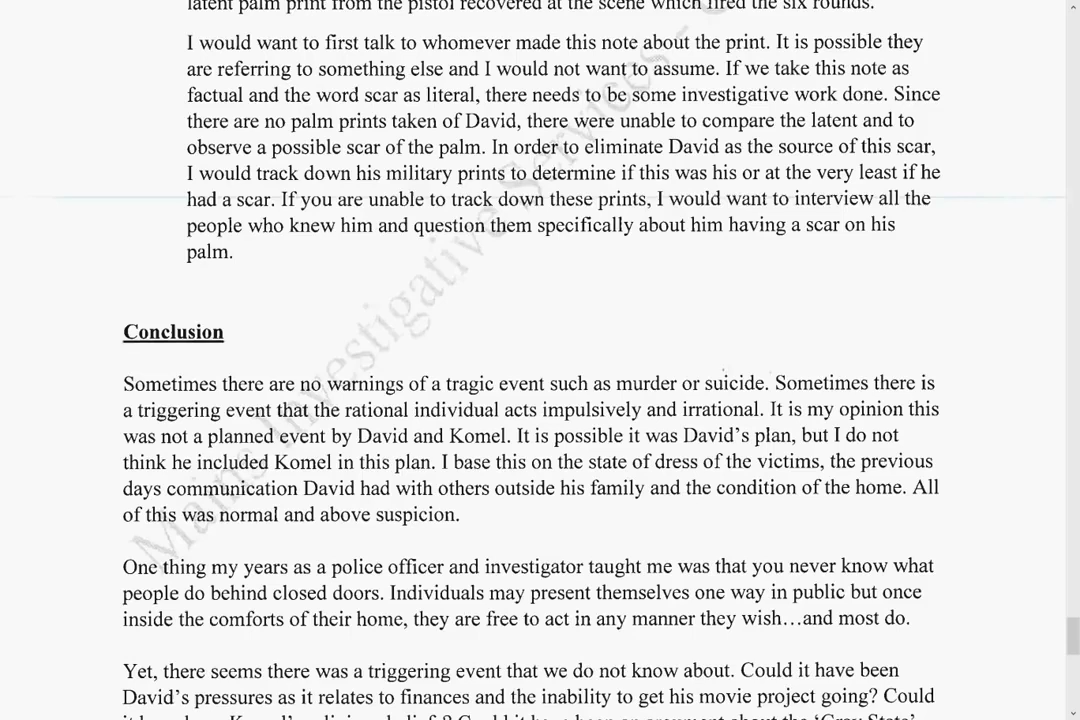 latent palm print from the pistol recovered at the scene which fired the six rounds.
I would want to first talk to whomever made this note about the print. It is possible they
are referring to something else and I would not want to assume. If we take this note as
factual and the word scar as literal, there needs to be some investigative work done. Since
there are no palm prints taken of David, there were unable to compare the latent and to
observe a possible scar of the palm. In order to eliminate David as the source of this scar,
I would track down his military prints to determine if this was his or at the very least if he
had a scar. If you are unable to track down these prints, I would want to interview all the
people who knew him and question them specifically about him having a scar on his
palm.
Conclusion
Sometimes there are no warnings of a tragic event such as murder or suicide. Sometimes there is
a triggering event that the rational individual acts impulsively and irrational. It is my opinion this
was not a planned event by David and Komel. It is possible it was David's plan, but I do not
think he included Komel in this plan. I base this on the state of dress of the victims, the previous
days communication David had with others outside his family and the condition of the home. All
of this was normal and above suspicion.
One thing my years as a police officer and investigator taught me was that you never know what
people do behind closed doors. Individuals may present themselves one way in public but once
inside the comforts of their home, they are free to act in any manner they wish…and most do.
Yet, there seems there was a triggering event that we do not know about. Could it have been
David's pressures as it relates to finances and the inability to get his movie project going? Could
Investigative Services -